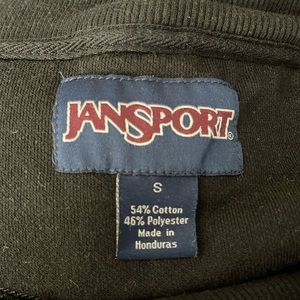 JANSPORT®
S
54% Cotton
46% Polyester
Made in
Honduras